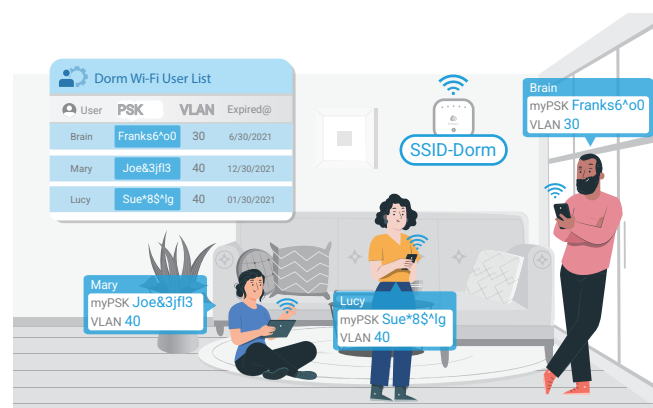 Dorm Wi-Fi User List
User PSK VLAN Expired@
Brain Franks6^o0 30 6/30/2021
Mary Joe&3jfl3 40 12/30/2021
Lucy Sue*8$^lg 40 01/30/2021
SSID-Dorm
Brain
myPSK Franks6^o0
VLAN 30
Mary
myPSK Joe&3jfl3
VLAN 40
Lucy
myPSK Sue*8$^lg
VLAN 40